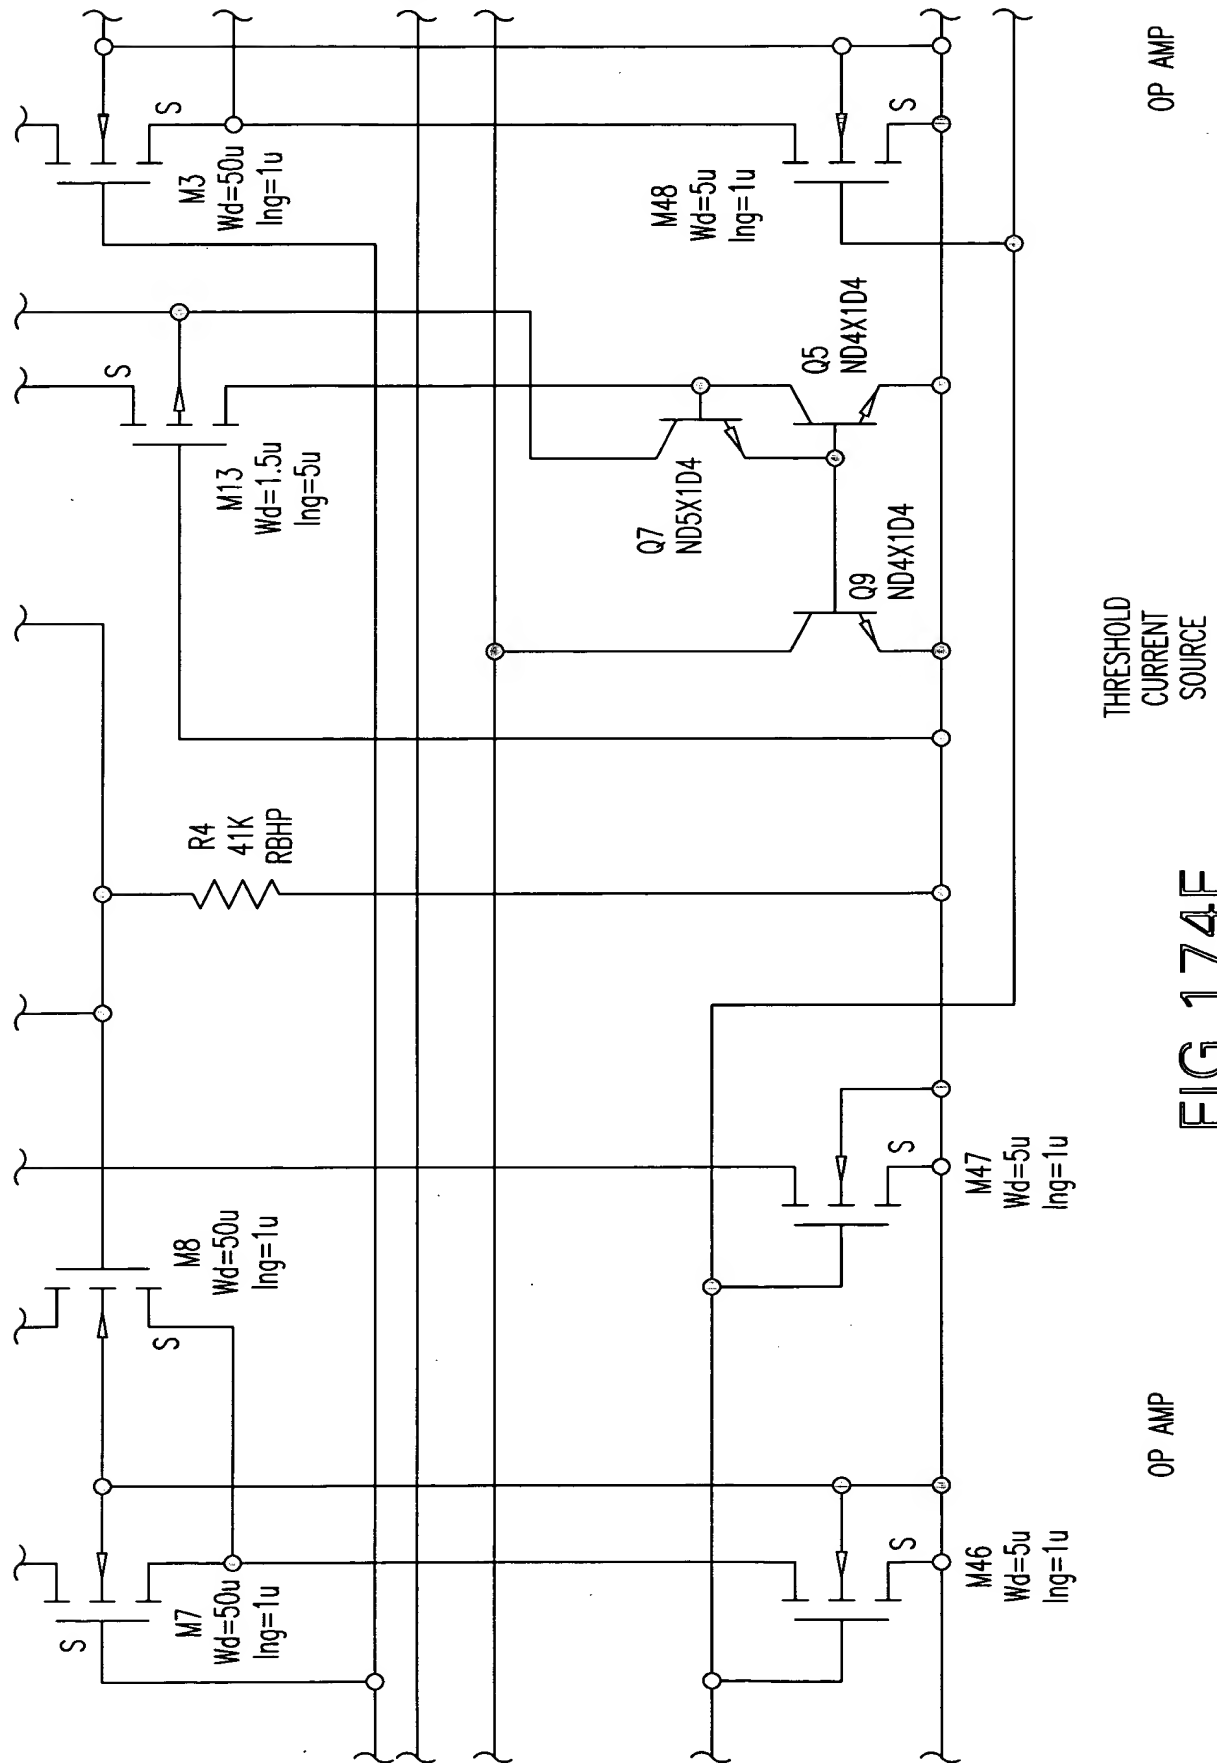 S
M7
Wd=50u
lng=1u
S
M8
Wd=50u
lng=1u
R4
41K
RBHP
S
M13
Wd=1.5u
lng=5u
S
M3
Wd=50u
lng=1u
Q7
ND5X1D4
Q9
ND4X1D4
Q5
ND4X1D4
M48
Wd=5u
lng=1u
S
S
M46
Wd=5u
lng=1u
S
M47
Wd=5u
lng=1u
OP AMP
THRESHOLD
CURRENT
SOURCE
OP AMP
FIG